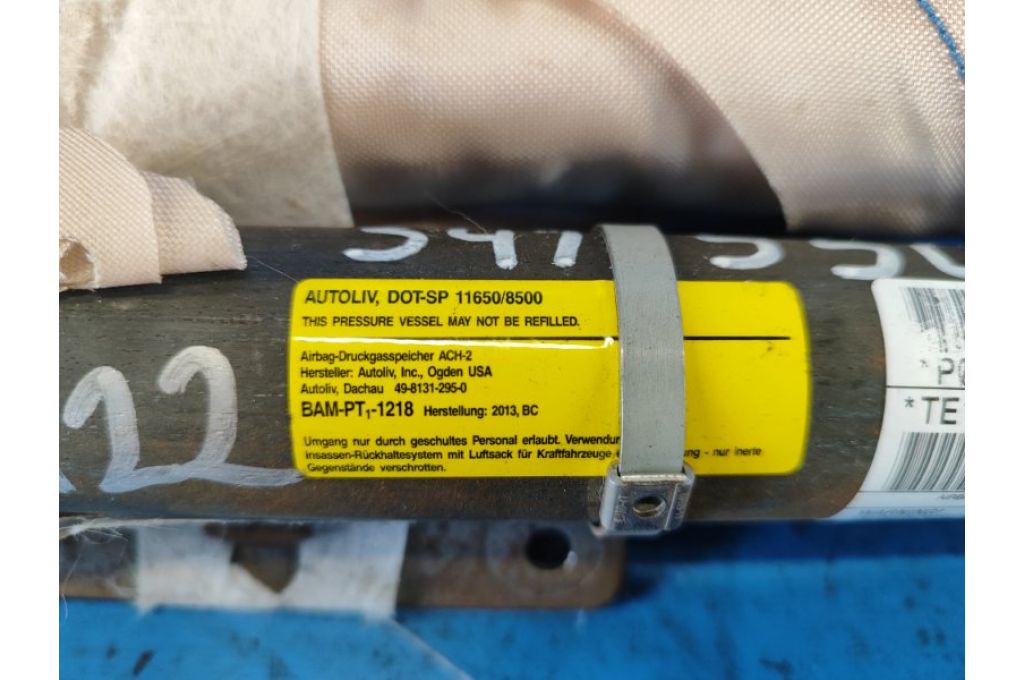 AUTOLIV, DOT-SP 11650/8500
THIS PRESSURE VESSEL MAY NOT BE REFILLED.
Airbag-Druckgasspeicher ACH-2
Hersteller: Autoliv, Inc., Ogden USA
Autoliv, Dachau 49-8131-295-0
BAM-PT₁-1218 Herstellung: 2013, BC
Umgang nur durch geschultes Personal erlaubt.
insassen-Rückhaltesystem mit Luftsack für Kraftfahrzeuge - nur inerte
Gegenstände verschrotten.
22
*TE